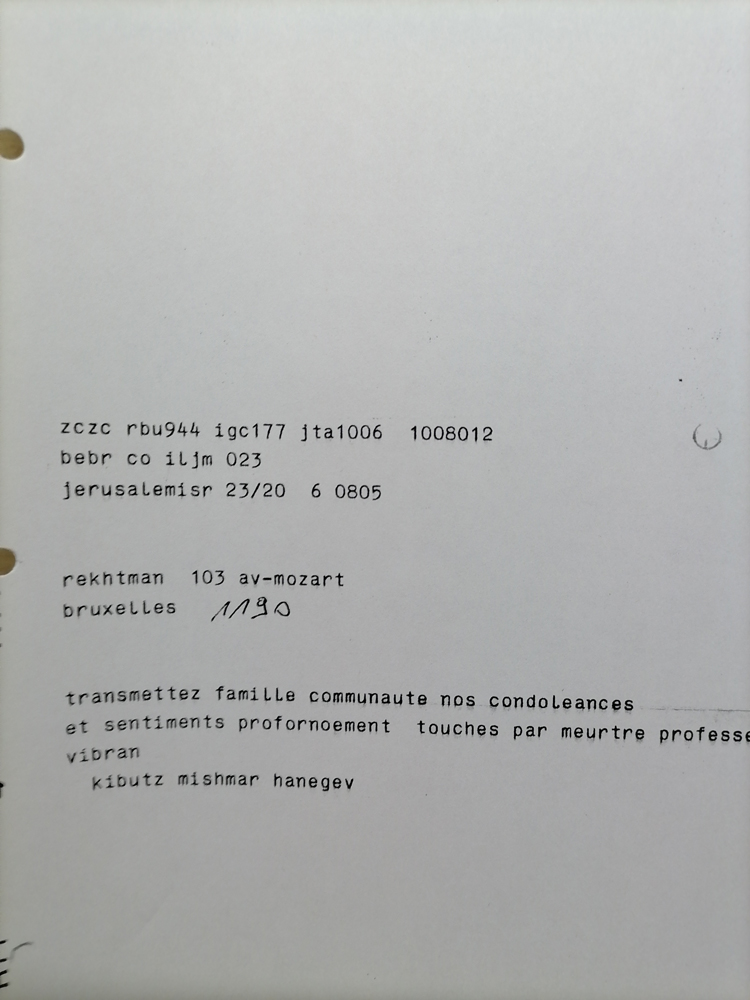 zczc rbu944 igc177 jta1006 1008012
bebr co iljm 023
jerusalemisr 23/20 6 0805
rekhtman 103 av-mozart
bruxelles 1190
transmettez famille communaute nos condoleances
et sentiments profornoement touches par meurtre professe
vibran
kibutz mishmar hanegev